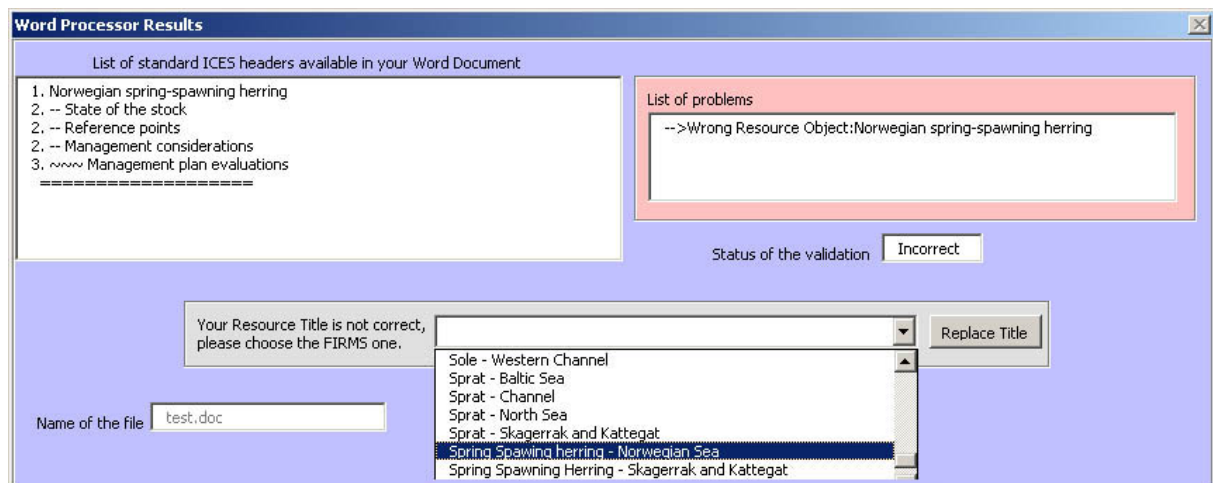 Word Processor Results
List of standard ICES headers available in your Word Document
1. Norwegian spring-spawning herring
2. -- State of the stock
2. -- Reference points
2. -- Management considerations
3. ~~~ Management plan evaluations
===================
List of problems
-->Wrong Resource Object:Norwegian spring-spawning herring
Status of the validation Incorrect
Your Resource Title is not correct,
please choose the FIRMS one.
Replace Title
Sole - Western Channel
Sprat - Baltic Sea
Sprat - Channel
Sprat - North Sea
Sprat - Skagerrak and Kattegat
Spring Spawing herring - Norwegian Sea
Spring Spawning Herring - Skagerrak and Kattegat
Name of the file test.doc